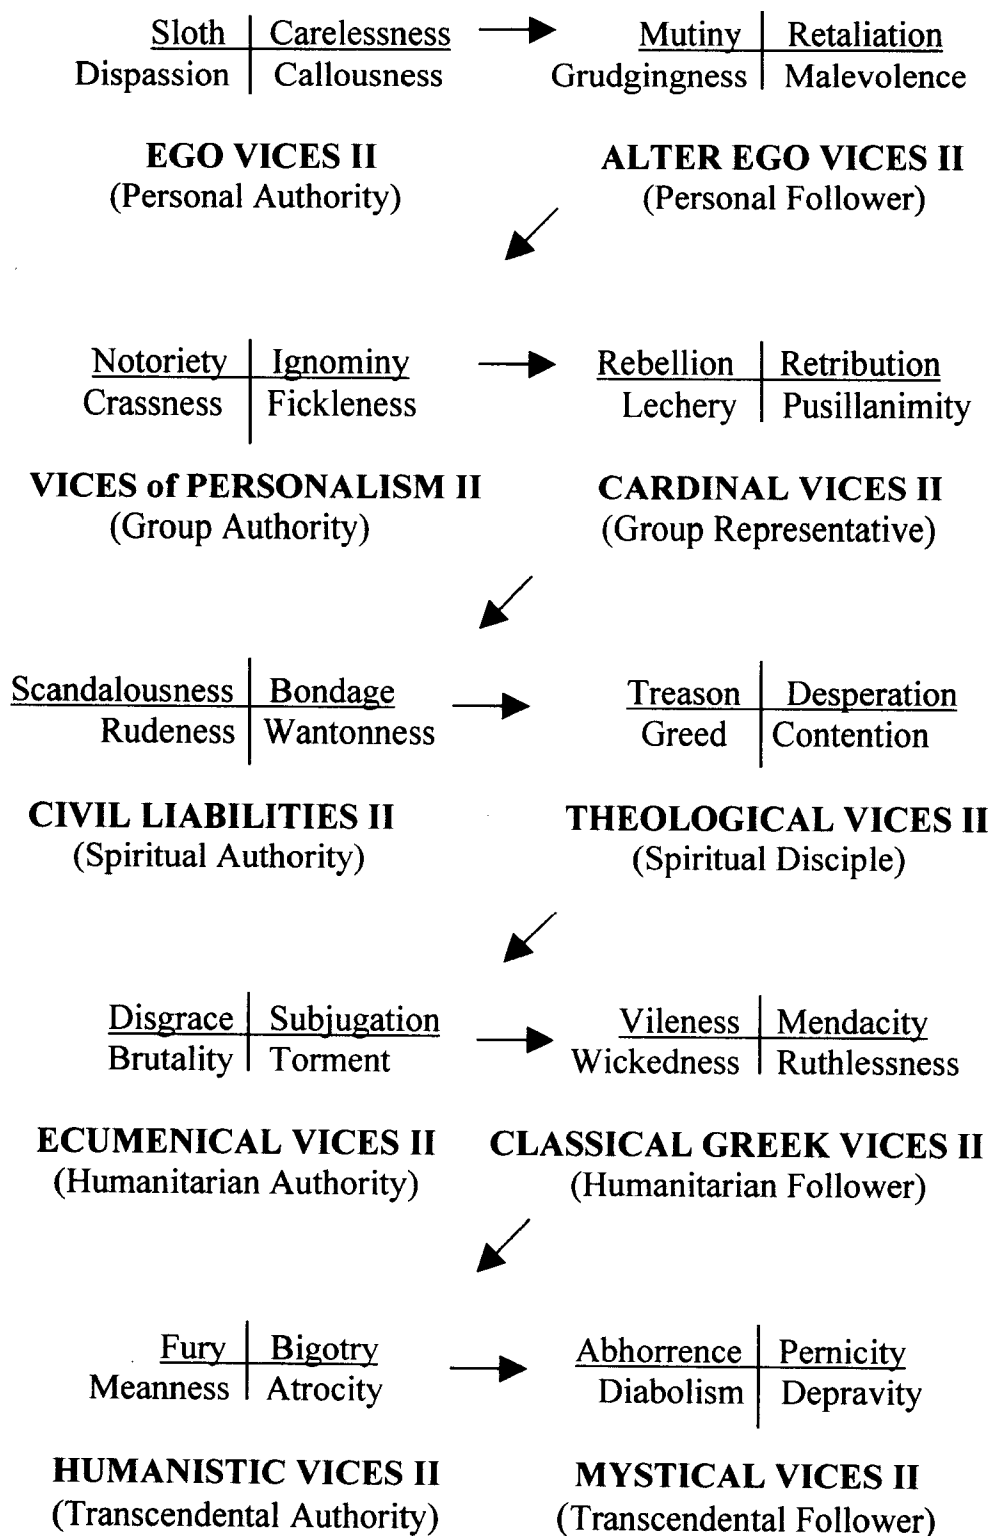 Sloth Carelessness
Dispassion Callousness
EGO VICES II
(Personal Authority)
Mutiny Retaliation
Grudgingness Malevolence
ALTER EGO VICES II
(Personal Follower)
Notoriety Ignominy
Crassness Fickleness
VICES of PERSONALISM II
(Group Authority)
Rebellion Retribution
Lechery Pusillanimity
CARDINAL VICES II
(Group Representative)
Scandalousness Bondage
Rudeness Wantonness
CIVIL LIABILITIES II
(Spiritual Authority)
Treason Desperation
Greed Contention
THEOLOGICAL VICES II
(Spiritual Disciple)
Disgrace Subjugation
Brutality Torment
ECUMENICAL VICES II
(Humanitarian Authority)
Vileness Mendacity
Wickedness Ruthlessness
CLASSICAL GREEK VICES II
(Humanitarian Follower)
Fury Bigotry
Meanness Atrocity
HUMANISTIC VICES II
(Transcendental Authority)
Abhorrence Pernicity
Diabolism Depravity
MYSTICAL VICES II
(Transcendental Follower)